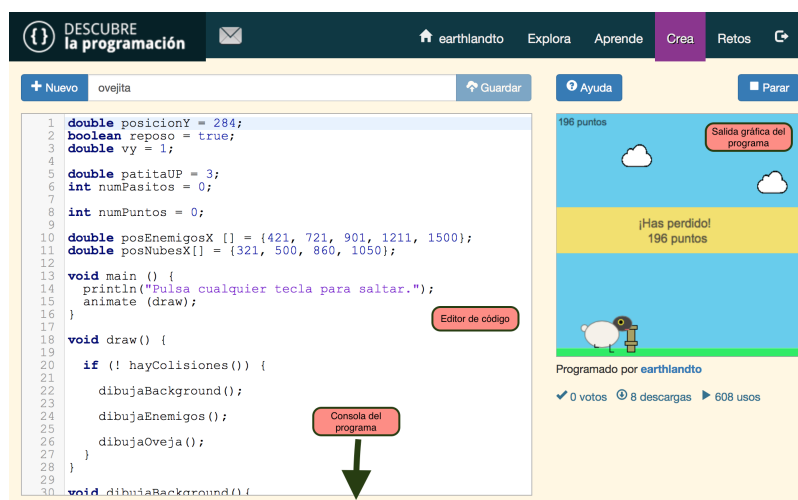 {} DESCUBRE
la programación
earthlandto Explora Aprende Crea Retos
+ Nuevo ovejita Guardar Ayuda Parar
1 double posicionY = 284;
2 boolean reposo = true;
3 double vy = 1;
4
5 double patitaUP = 3;
6 int numPasitos = 0;
7
8 int numPuntos = 0;
9
10 double posEnemigosX [] = {421, 721, 901, 1211, 1500};
11 double posNubesX[] = {321, 500, 860, 1050};
12
13 void main () {
14 println("Pulsa cualquier tecla para saltar.");
15 animate (draw);
16 }
17
18 void draw() {
19
20 if (! hayColisiones()) {
21
22 dibujaBackground();
23
24 dibujaEnemigos();
25
26 dibujaOveja();
27 }
28 }
29
30 void dibujaBackground(){
Editor de código
Consola del
programa
196 puntos
Salida gráfica del
programa
¡Has perdido!
196 puntos
Programado por earthlandto
0 votos 8 descargas 608 usos